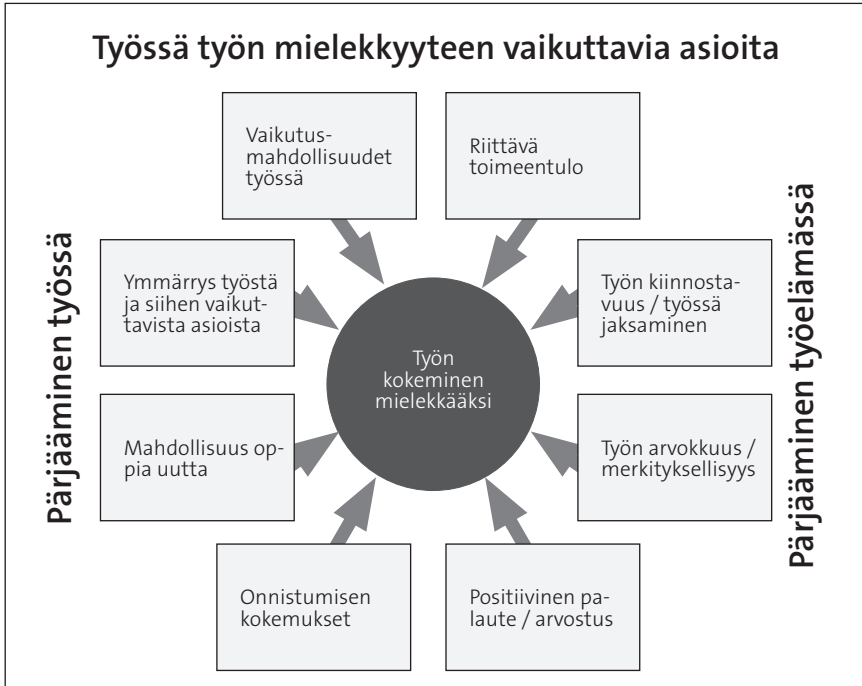 Työssä työn mielekkyyteen vaikuttavia asioita
Vaikutus-
mahdollisuudet
työssä
Riittävä
toimeentulo
Pärjääminen työssä
Ymmärrys työstä
ja siihen vaikut-
tavista asioista
Työn kiinnosta-
vuus / työssä
jaksaminen
Pärjääminen työelämässä
Työn
kokeminen
mielekkääksi
Mahdollisuus op-
pia uutta
Työn arvokkuus /
merkityksellisyys
Onnistumisen
kokemukset
Positiivinen pa-
laute / arvostus